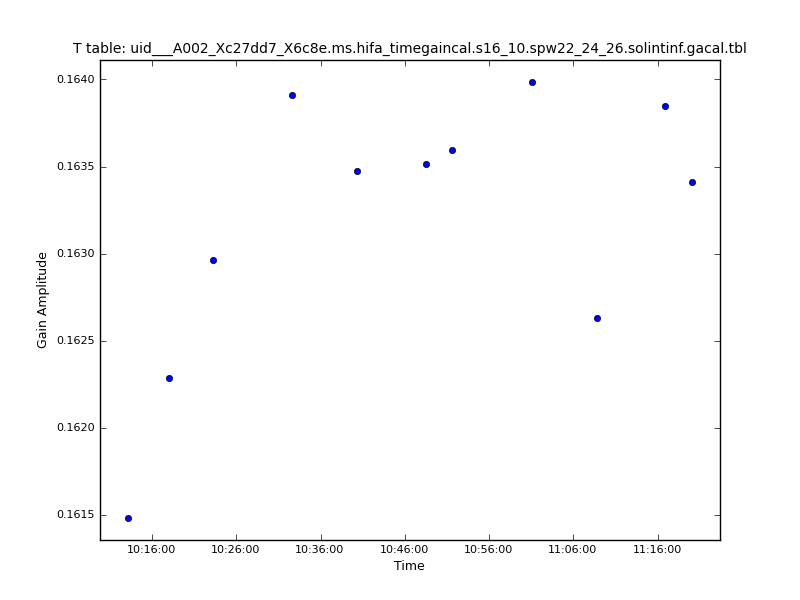 T table: uid___A002_Xc27dd7_X6c8e.ms.hifa_timegaincal.s16_10.spw22_24_26.solintinf.gacal.tbl
0.1640
0.1635
0.1630
0.1625
0.1620
0.1615
Gain Amplitude
10:16:00 10:26:00 10:36:00 10:46:00 10:56:00 11:06:00 11:16:00
Time